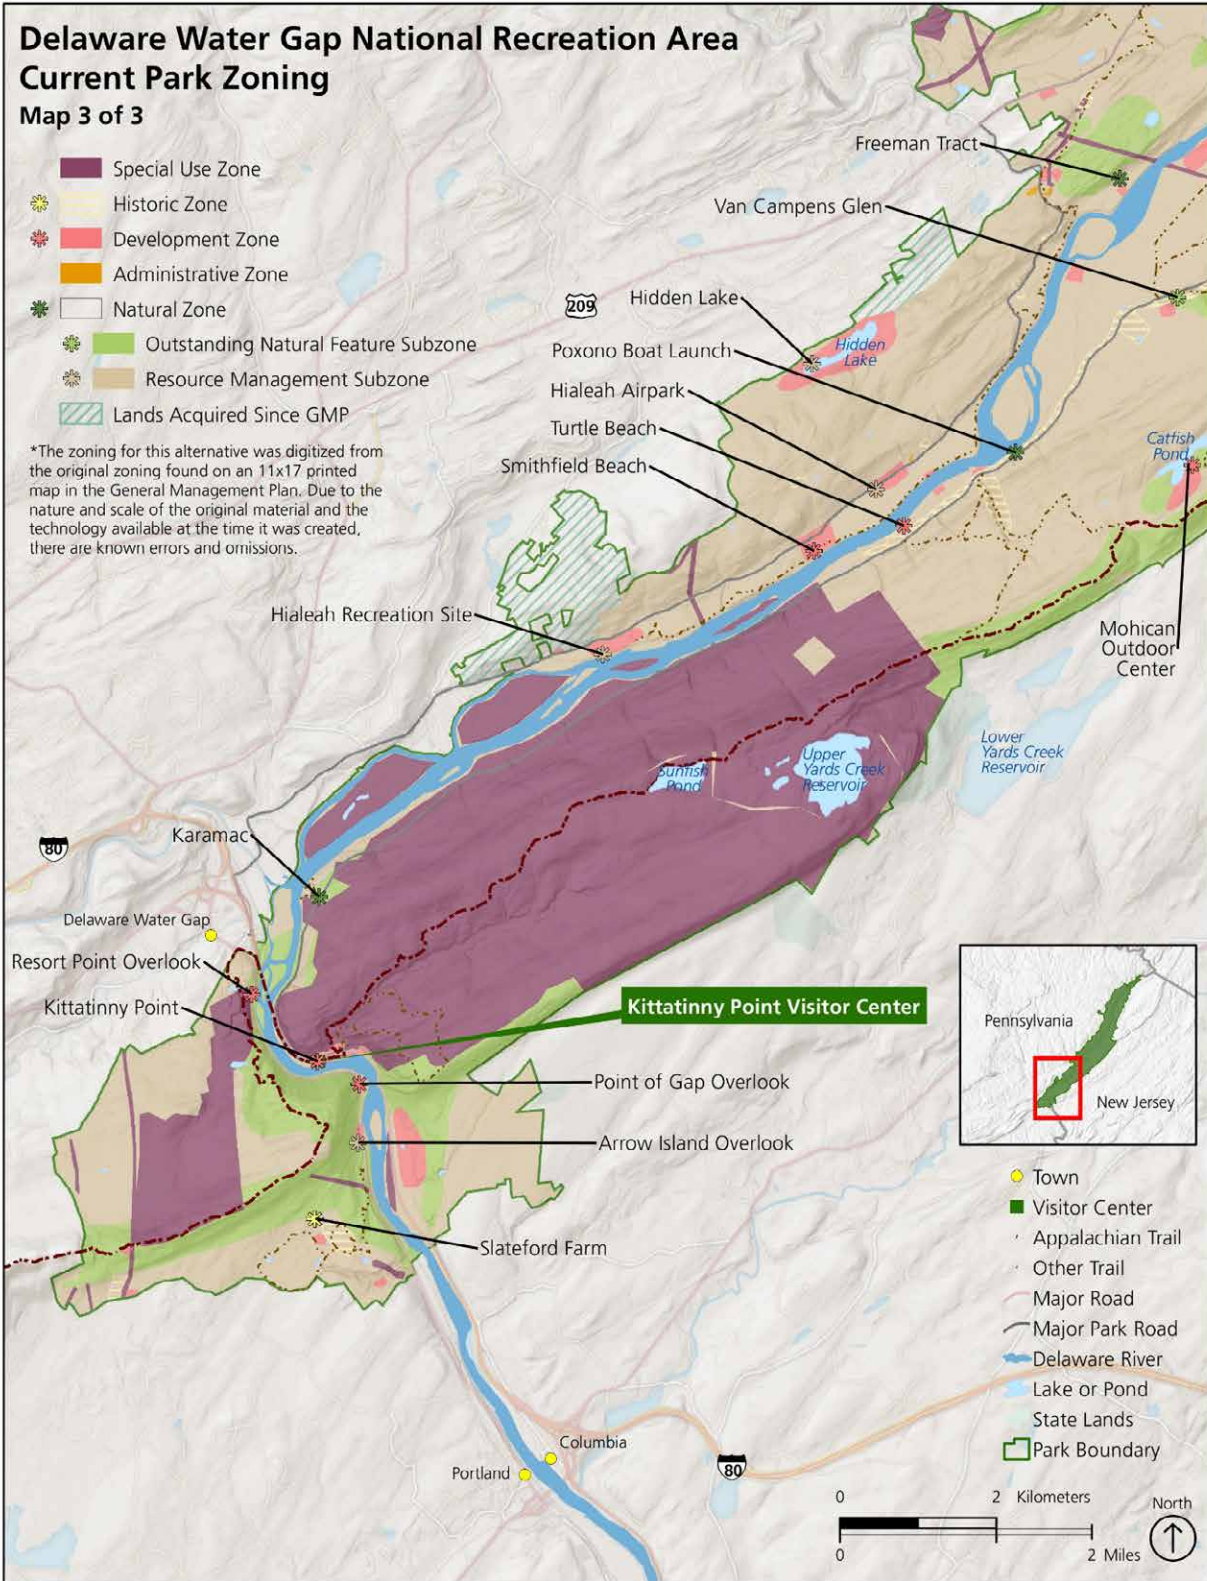 Delaware Water Gap National Recreation Area
Current Park Zoning
Map 3 of 3
Special Use Zone
Historic Zone
Development Zone
Administrative Zone
Natural Zone
Outstanding Natural Feature Subzone
Resource Management Subzone
Lands Acquired Since GMP
*The zoning for this alternative was digitized from
the original zoning found on an 11x17 printed
map in the General Management Plan. Due to the
nature and scale of the original material and the
technology available at the time it was created,
there are known errors and omissions.
Freeman Tract
Van Campens Glen
209
Hidden Lake
Hidden
Lake
Poxono Boat Launch
Hialeah Airpark
Turtle Beach
Smithfield Beach
Catfish
Pond
Hialeah Recreation Site
Mohican
Outdoor
Center
Lower
Yards Creek
Reservoir
Upper
Yards Creek
Reservoir
Sunfish
Pond
Karamac
80
Delaware Water Gap
Resort Point Overlook
Kittatinny Point
Kittatinny Point Visitor Center
Point of Gap Overlook
Arrow Island Overlook
Slateford Farm
Pennsylvania
New Jersey
Town
Visitor Center
Appalachian Trail
Other Trail
Major Road
Major Park Road
Delaware River
Lake or Pond
State Lands
Park Boundary
Columbia
Portland
80
0 2 Kilometers
0 2 Miles
North